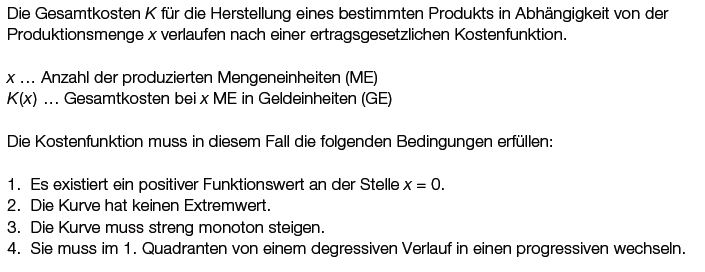 Die Gesamtkosten K für die Herstellung eines bestimmten Produkts in Abhängigkeit von der
Produktionsmenge x verlaufen nach einer ertragsgesetzlichen Kostenfunktion.
x … Anzahl der produzierten Mengeneinheiten (ME)
K(x) … Gesamtkosten bei x ME in Geldeinheiten (GE)
Die Kostenfunktion muss in diesem Fall die folgenden Bedingungen erfüllen:
1. Es existiert ein positiver Funktionswert an der Stelle x = 0.
2. Die Kurve hat keinen Extremwert.
3. Die Kurve muss streng monoton steigen.
4. Sie muss im 1. Quadranten von einem degressiven Verlauf in einen progressiven wechseln.